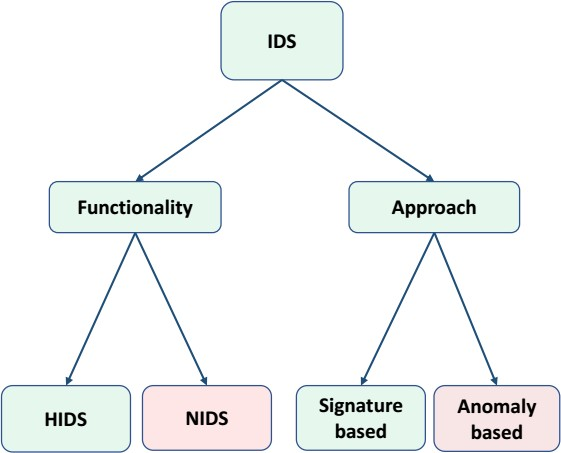 IDS
Functionality
Approach
HIDS
NIDS
Signature
based
Anomaly
based